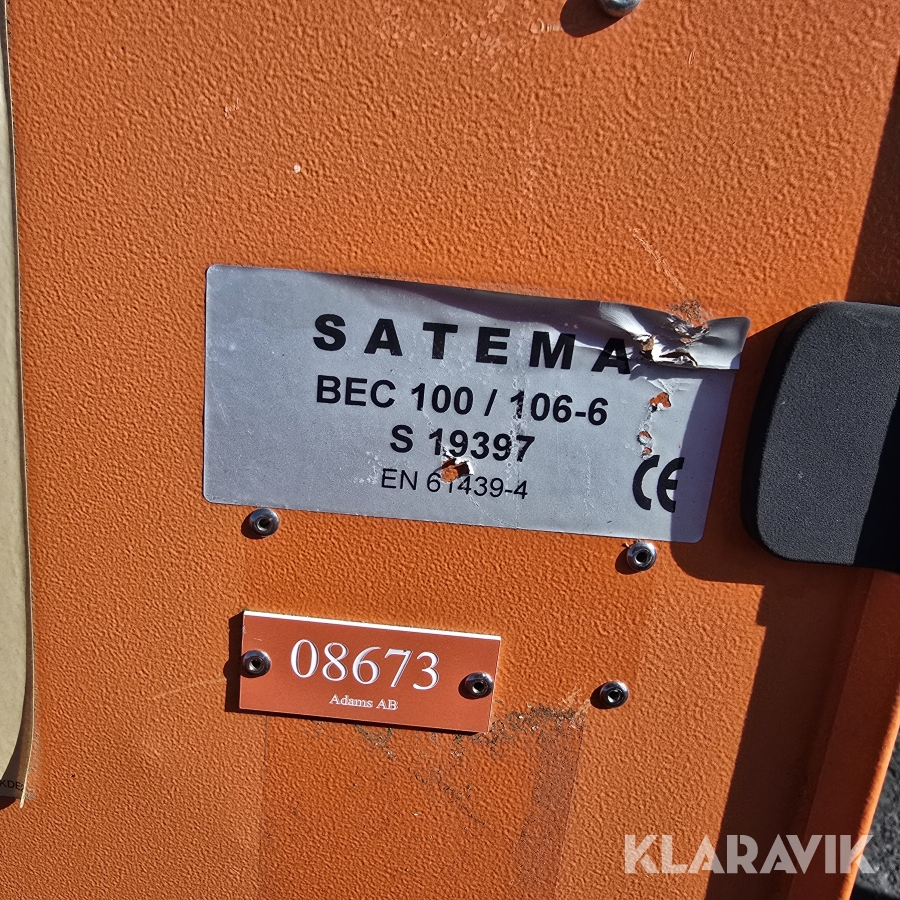 SATEMA
BEC 100 / 106-6
S 19397
EN 61439-4
CE
08673
Adams AB
KLARAVIK